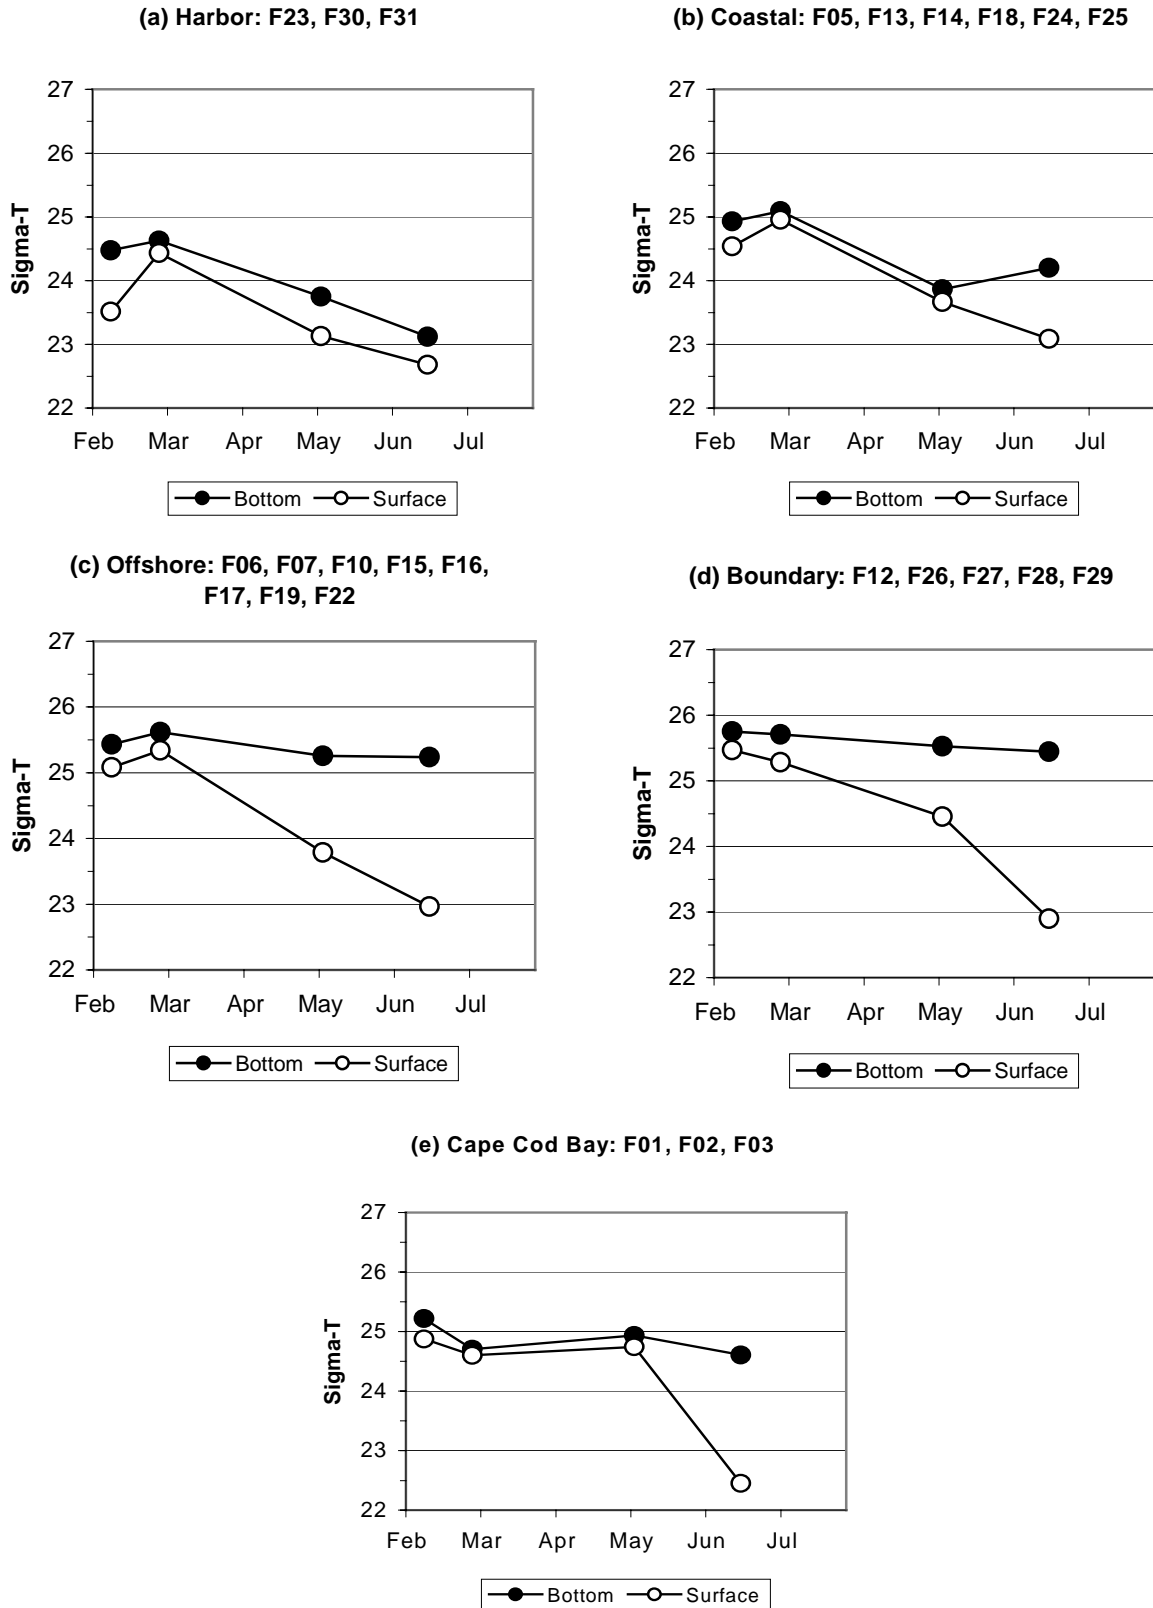 (a) Harbor: F23, F30, F31
27
26
25
24
23
22
Sigma-T
Feb Mar Apr May Jun Jul
Bottom Surface
(b) Coastal: F05, F13, F14, F18, F24, F25
27
26
25
24
23
22
Sigma-T
Feb Mar Apr May Jun Jul
Bottom Surface
(c) Offshore: F06, F07, F10, F15, F16,
F17, F19, F22
27
26
25
24
23
22
Sigma-T
Feb Mar Apr May Jun Jul
Bottom Surface
(d) Boundary: F12, F26, F27, F28, F29
27
26
25
24
23
22
Sigma-T
Feb Mar Apr May Jun Jul
Bottom Surface
(e) Cape Cod Bay: F01, F02, F03
27
26
25
24
23
22
Sigma-T
Feb Mar Apr May Jun Jul
Bottom Surface